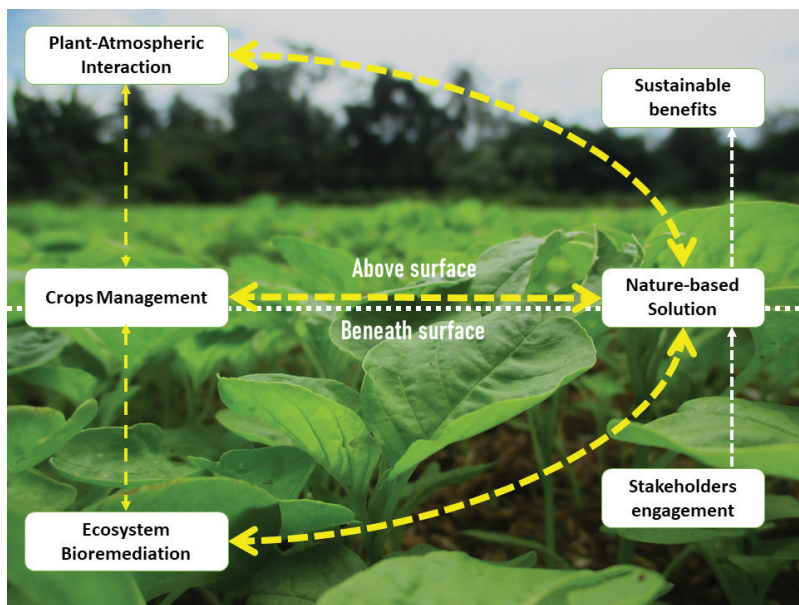 Plant-Atmospheric
Interaction
Sustainable
benefits
Above surface
Crops Management
Nature-based
Solution
Beneath surface
Stakeholders
engagement
Ecosystem
Bioremediation